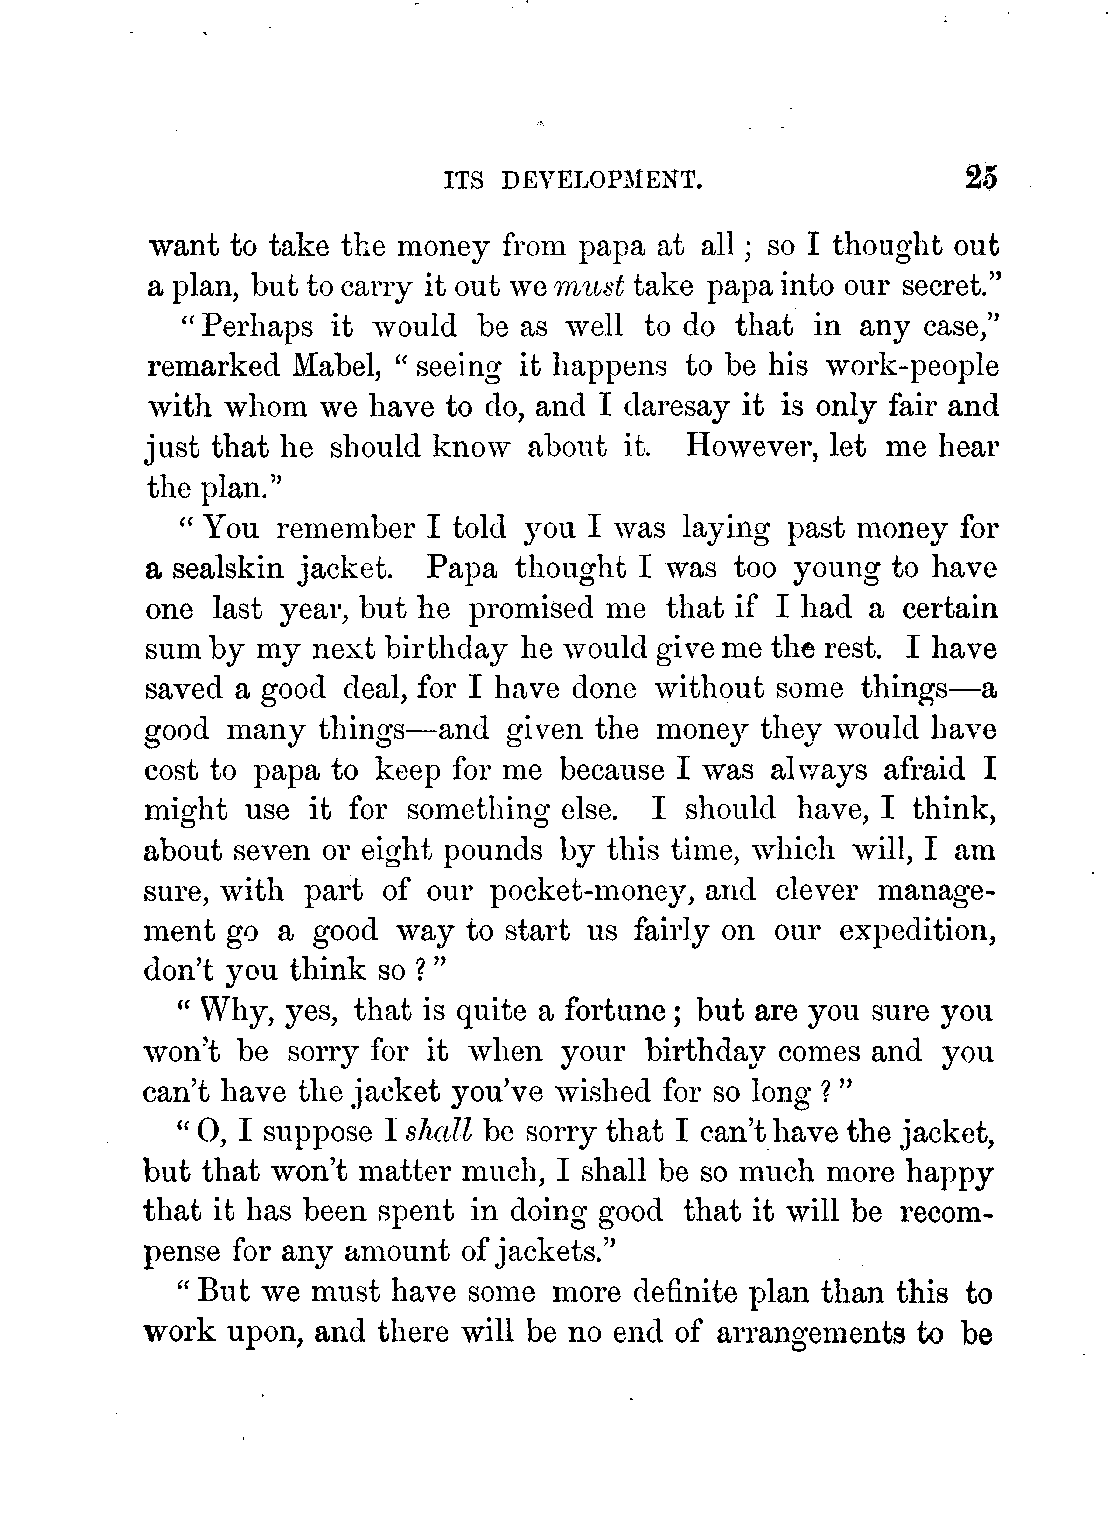 ITS DEVELOPMENT. 25
want to take the money from papa at all; so I thought out
a plan, but to carry it out we must take papa into our secret."
"Perhaps it would be as well to do that in any case,"
remarked Mabel, "seeing it happens to be his work-people
with whom we have to do, and I daresay it is only fair and
just that he should know about it. However, let me hear
the plan."
"You remember I told you I was laying past money for
a sealskin jacket. Papa thought I was too young to have
one last year, but he promised me that if I had a certain
sum by my next birthday he would give me the rest. I have
saved a good deal, for I have done without some things—a
good many things—and given the money they would have
cost to papa to keep for me because I was always afraid I
might use it for something else. I should have, I think,
about seven or eight pounds by this time, which will, I am
sure, with part of our pocket-money, and clever manage-
ment go a good way to start us fairly on our expedition,
don't you think so?"
"Why, yes, that is quite a fortune; but are you sure you
won't be sorry for it when your birthday comes and you
can't have the jacket you've wished for so long?"
"O, I suppose I shall be sorry that I can't have the jacket,
but that won't matter much, I shall be so much more happy
that it has been spent in doing good that it will be recom-
pense for any amount of jackets."
"But we must have some more definite plan than this to
work upon, and there will be no end of arrangements to be